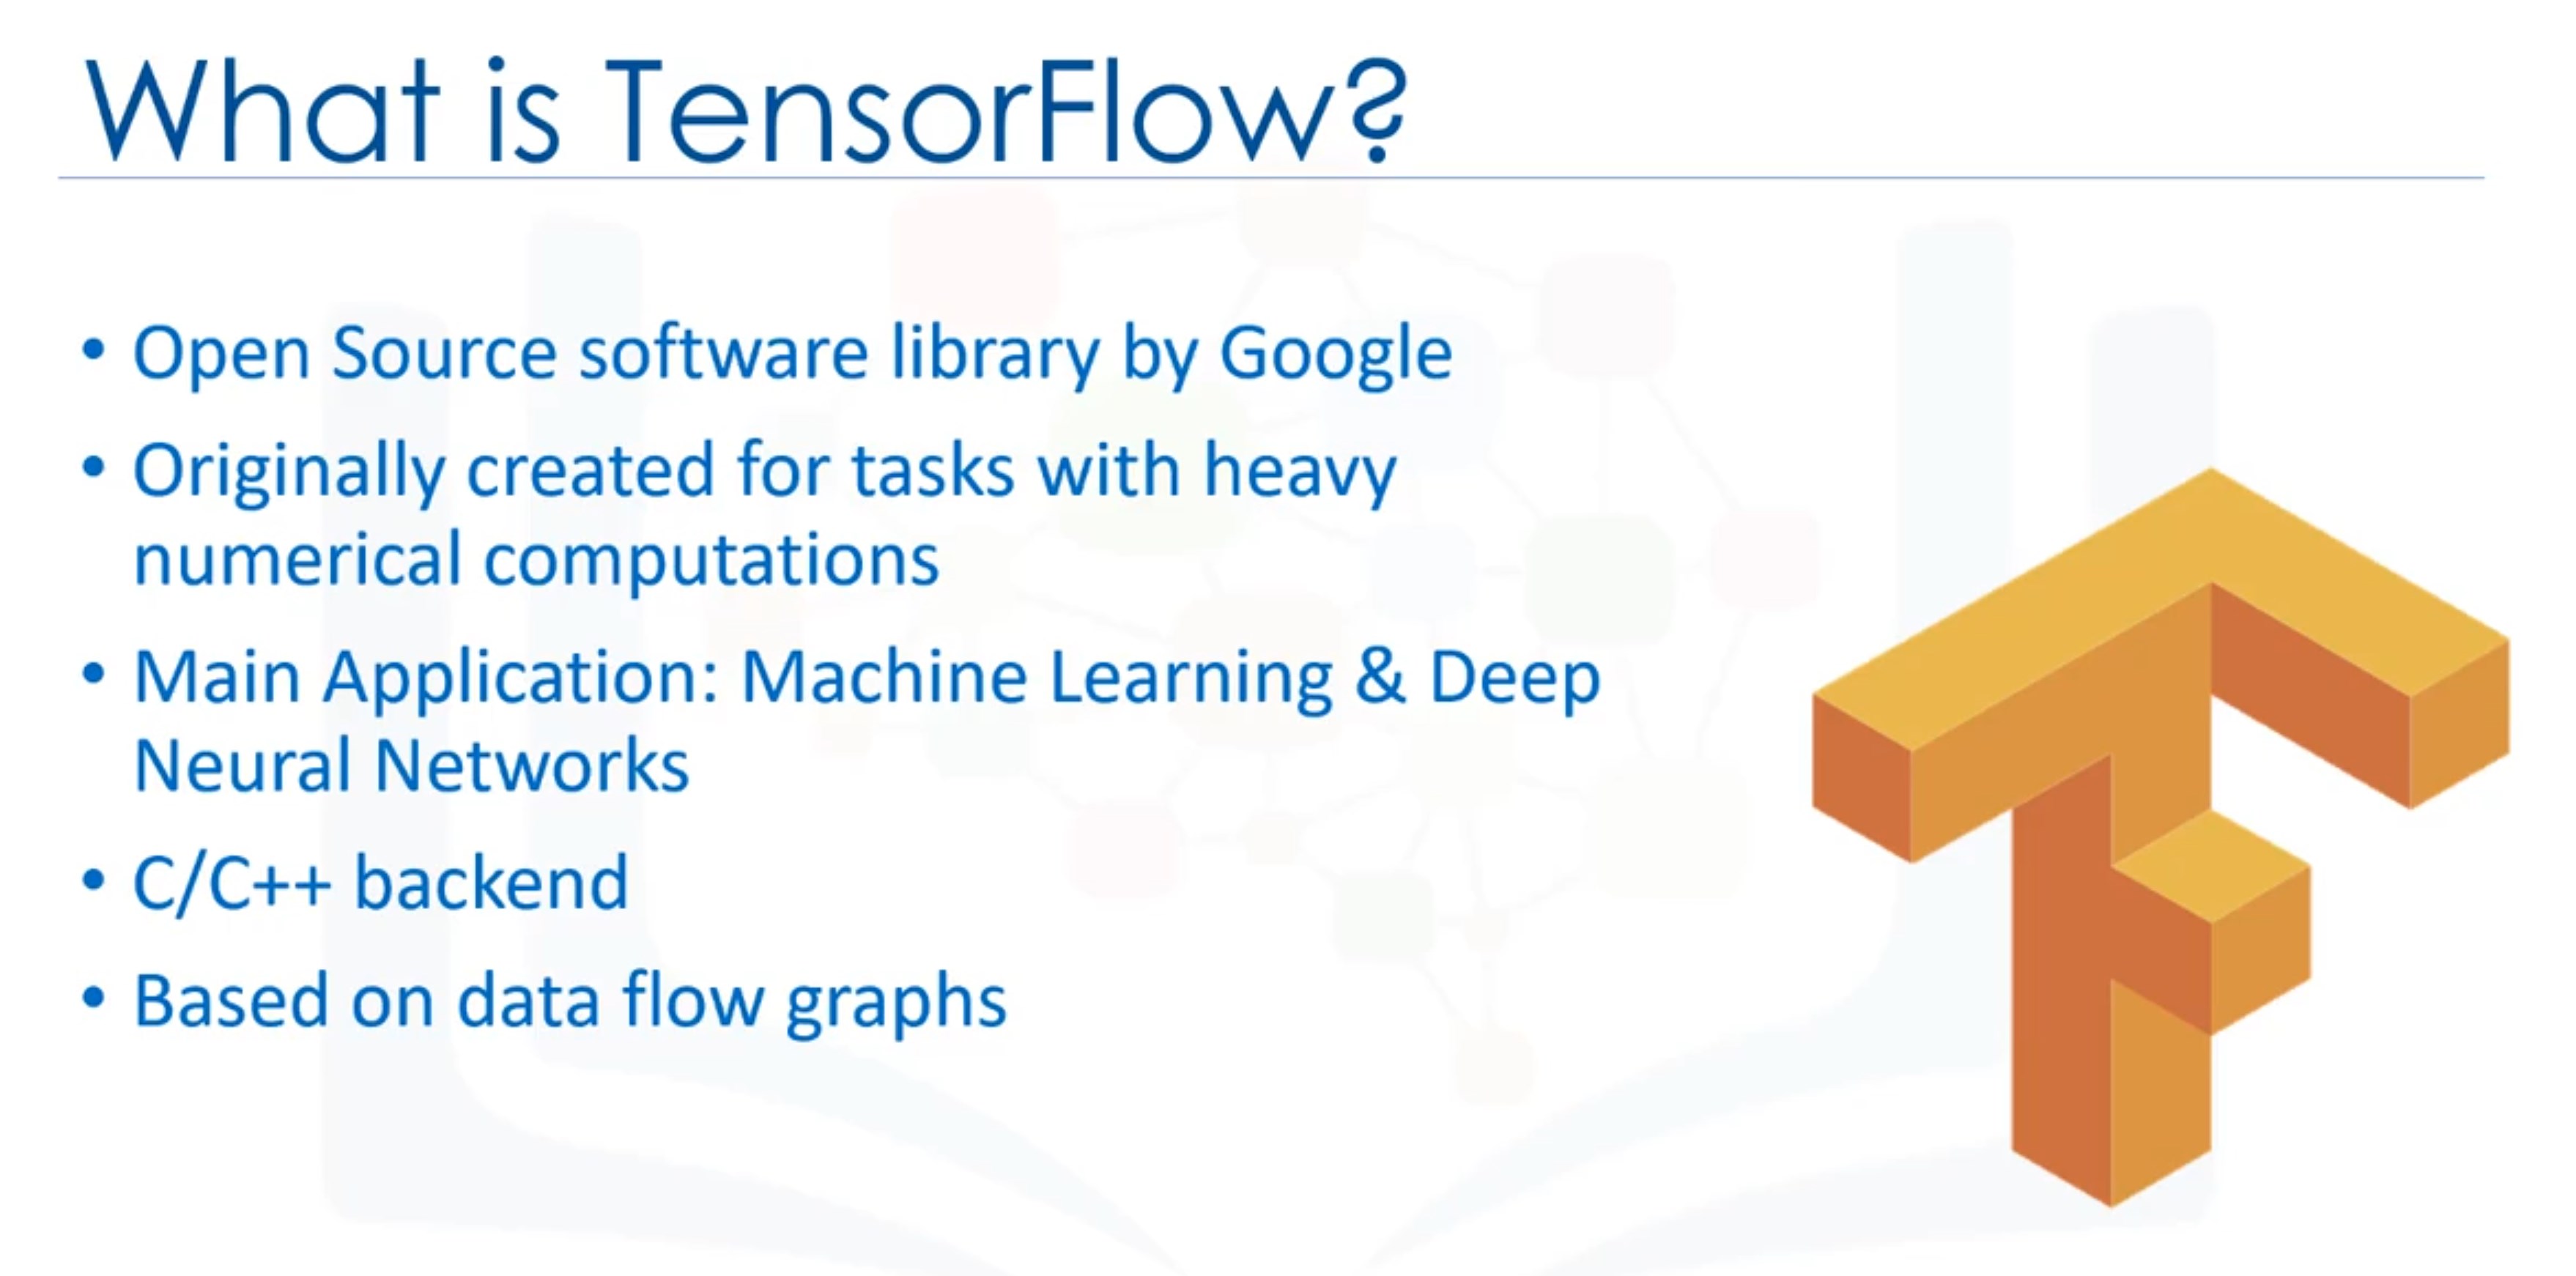 What is TensorFlow?
• Open Source software library by Google
• Originally created for tasks with heavy
numerical computations
• Main Application: Machine Learning & Deep
Neural Networks
• C/C++ backend
• Based on data flow graphs